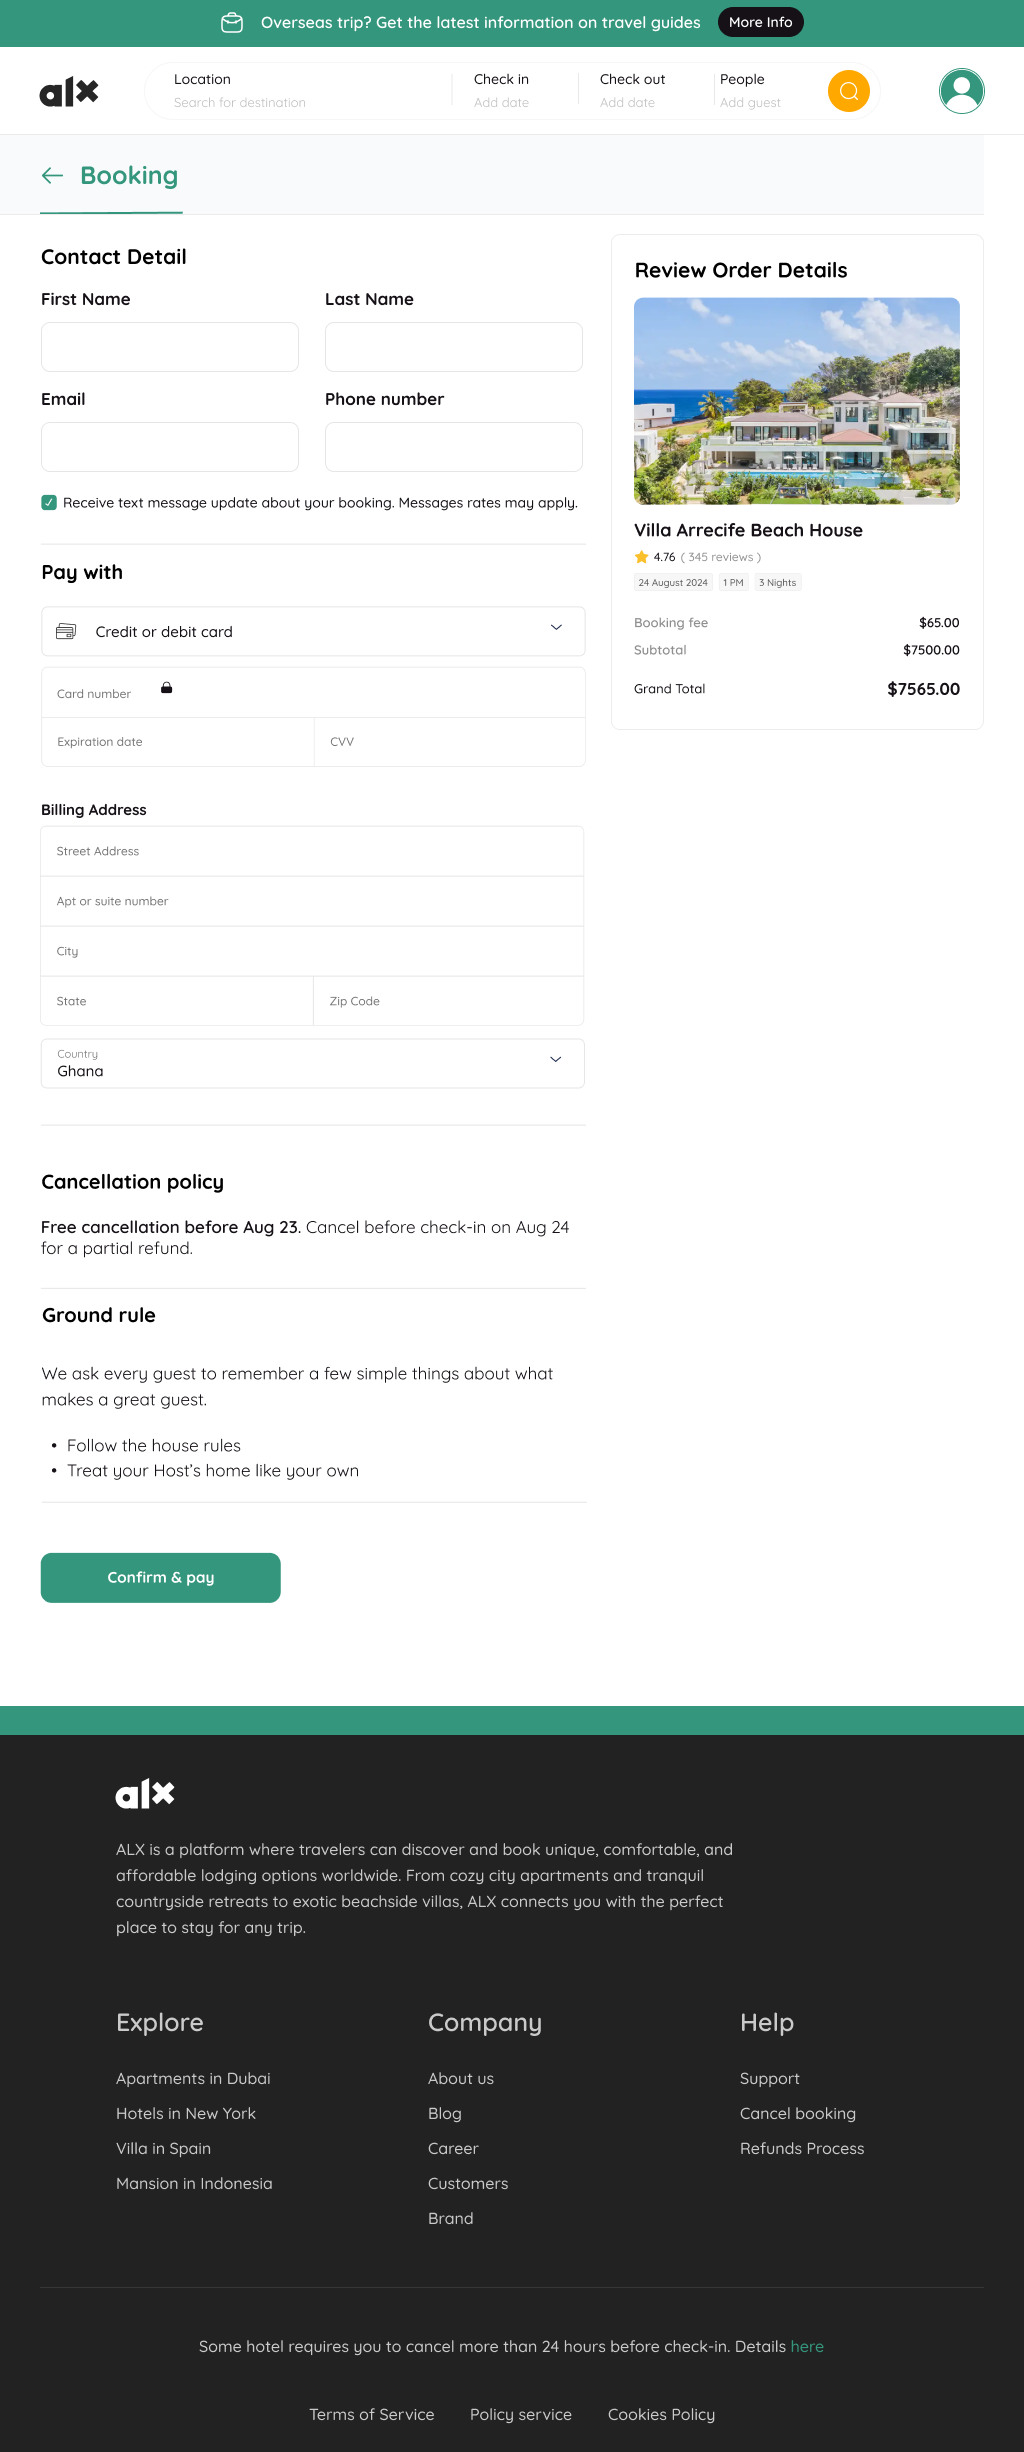 Overseas trip? Get the latest information on travel guides More Info
alx
Location Check in Check out People
Search for destination Add date Add date Add guest
Booking
Contact Detail
First Name Last Name
Email Phone number
Receive text message update about your booking. Messages rates may apply.
Pay with
Credit or debit card
Card number
Expiration date CVV
Billing Address
Street Address
Apt or suite number
City
State Zip Code
Country
Ghana
Cancellation policy
Free cancellation before Aug 23. Cancel before check-in on Aug 24
for a partial refund.
Ground rule
We ask every guest to remember a few simple things about what
makes a great guest.
• Follow the house rules
• Treat your Host’s home like your own
Confirm & pay
Review Order Details
Villa Arrecife Beach House
4.76 ( 345 reviews )
24 August 2024 1 PM 3 Nights
Booking fee $65.00
Subtotal $7500.00
Grand Total $7565.00
alx
ALX is a platform where travelers can discover and book unique, comfortable, and
affordable lodging options worldwide. From cozy city apartments and tranquil
countryside retreats to exotic beachside villas, ALX connects you with the perfect
place to stay for any trip.
Explore
Apartments in Dubai
Hotels in New York
Villa in Spain
Mansion in Indonesia
Company
About us
Blog
Career
Customers
Brand
Help
Support
Cancel booking
Refunds Process
Some hotel requires you to cancel more than 24 hours before check-in. Details here
Terms of Service Policy service Cookies Policy